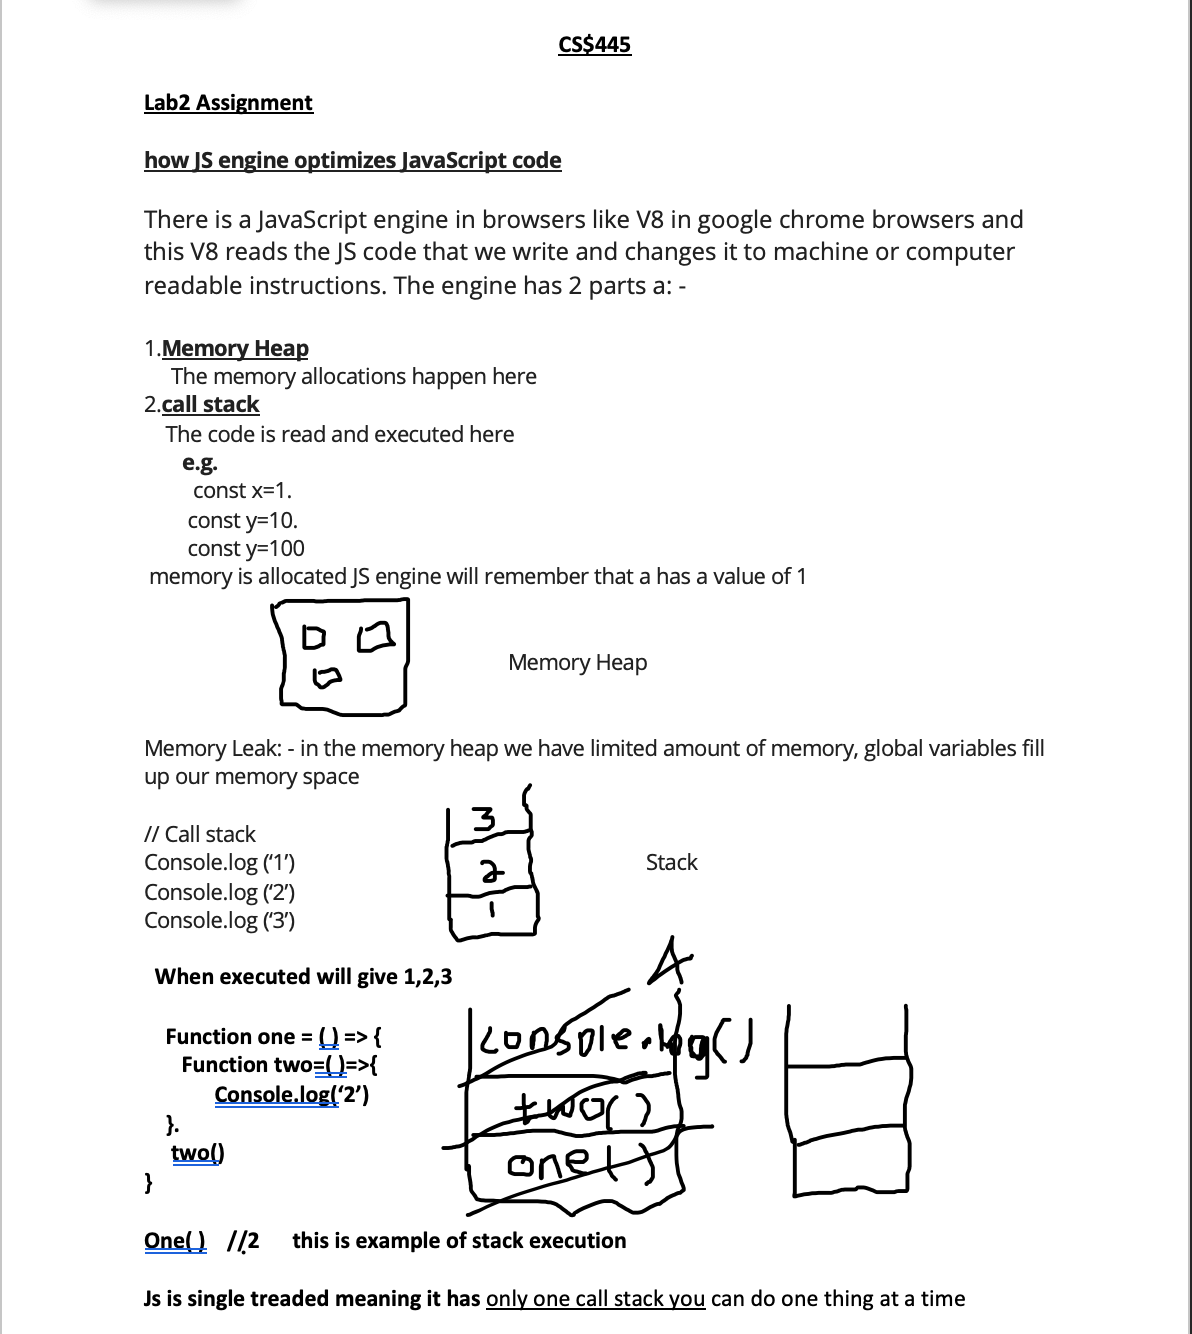 CS$445
Lab2 Assignment
how JS engine optimizes JavaScript code
There is a JavaScript engine in browsers like V8 in google chrome browsers and
this V8 reads the JS code that we write and changes it to machine or computer
readable instructions. The engine has 2 parts a: -
1.Memory Heap
The memory allocations happen here
2.call stack
The code is read and executed here
e.g.
const x=1.
const y=10.
const y=100
memory is allocated JS engine will remember that a has a value of 1
Memory Heap
Memory Leak: - in the memory heap we have limited amount of memory, global variables fill
up our memory space
3
// Call stack
Console.log ('1')
2
Stack
Console.log ('2')
1
Console.log ('3')
When executed will give 1,2,3
Function one = () => {
console.log()
Function two=( )=>{
Console.log('2')
two()
}.
two()
one()
}
One( ) //2 this is example of stack execution
Js is single treaded meaning it has only one call stack you can do one thing at a time